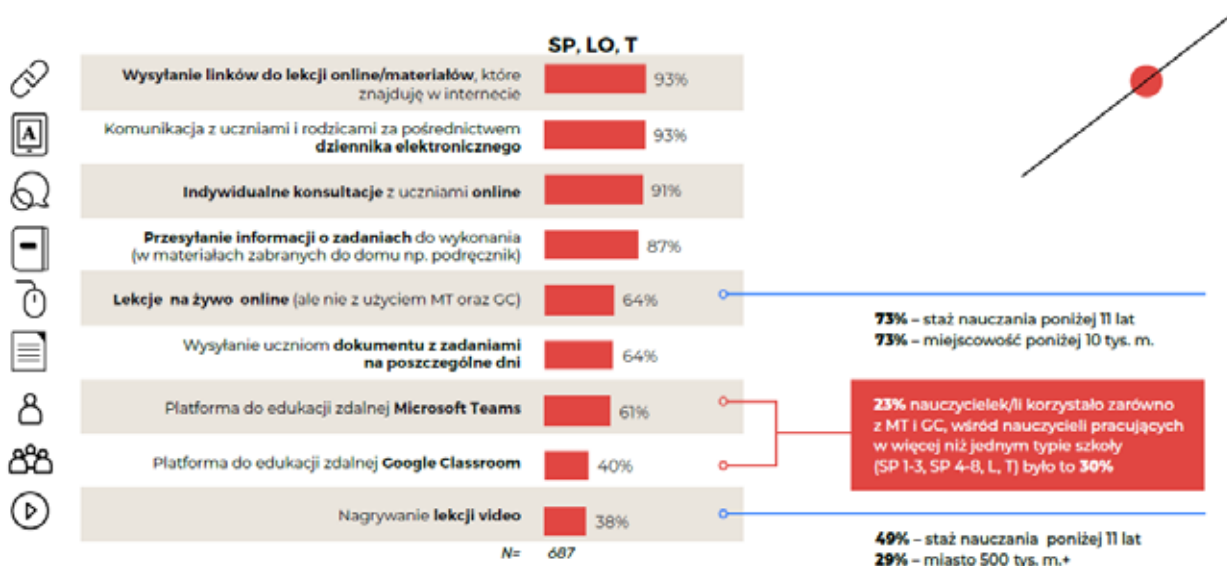 SP, LO, T
Wysyłanie linków do lekcji online/materiałów, które
znajduję w internecie
93%
Komunikacja z uczniami i rodzicami za pośrednictwem
dziennika elektronicznego
93%
Indywidualne konsultacje z uczniami online
91%
Przesyłanie informacji o zadaniach do wykonania
(w materiałach zabranych do domu np. podręcznik)
87%
Lekcje na żywo online (ale nie z użyciem MT oraz GC)
64%
73% – staż nauczania poniżej 11 lat
73% – miejscowość poniżej 10 tys. m.
Wysyłanie uczniom dokumentu z zadaniami
na poszczególne dni
64%
Platforma do edukacji zdalnej Microsoft Teams
61%
23% nauczycielek/li korzystało zarówno
z MT i GC, wśród nauczycieli pracujących
w więcej niż jednym typie szkoły
(SP 1-3, SP 4-8, L, T) było to 30%
Platforma do edukacji zdalnej Google Classroom
40%
Nagrywanie lekcji video
38%
49% – staż nauczania poniżej 11 lat
29% – miasto 500 tys. m.+
N= 687
A